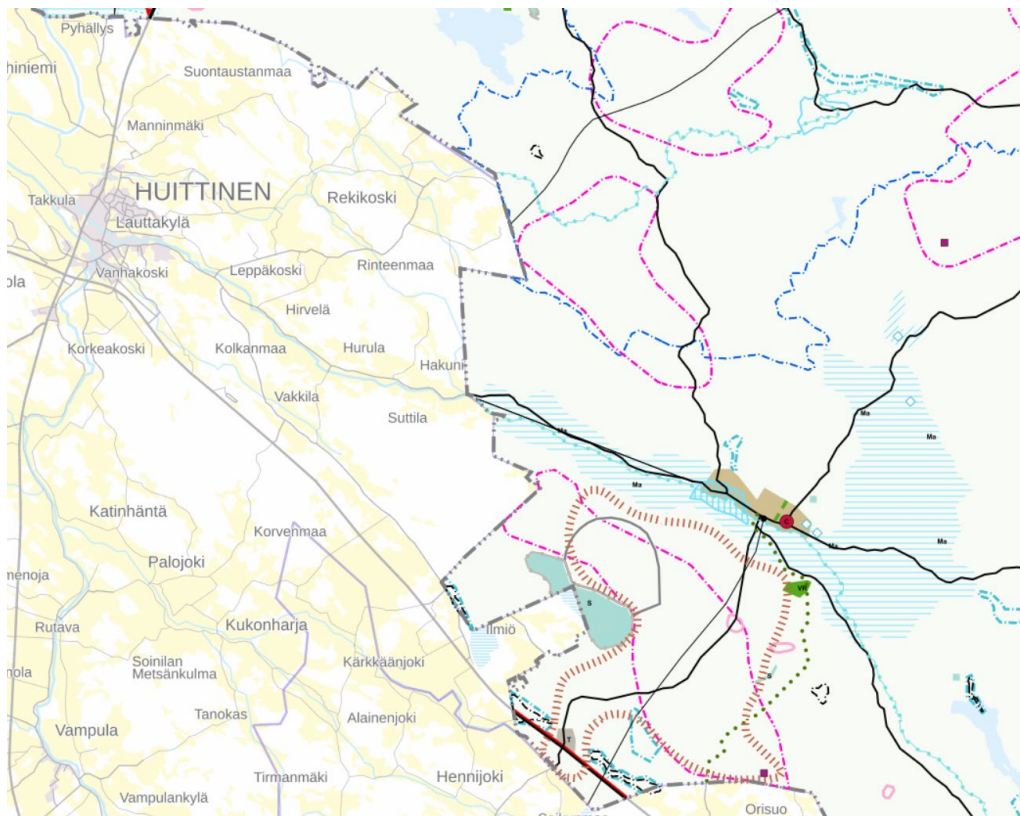 Pyhällys
hiniemi
Suontaustanmaa
Manninmäki
HUITTINEN
Takkula
Lauttakylä
Rekikoski
Vanhakoski
Leppäkoski
Rinteenmaa
ola
Hirvelä
Korkeakoski
Kolkanmaa
Hurula
Hakuni
Vakkila
Suttila
Ma
Ma
Ma
Ma
Katinhäntä
Korvenmaa
C
Ma
Ma
Palojoki
menoja
VR
S
Rutava
Kukonharja
Ilmiö
nola
Soinilan
Metsänkulma
Kärkkäänjoki
S
Tanokas
Alainenjoki
Vampula
T
Tirmanmäki
Hennijoki
Vampulankylä
Orisuo